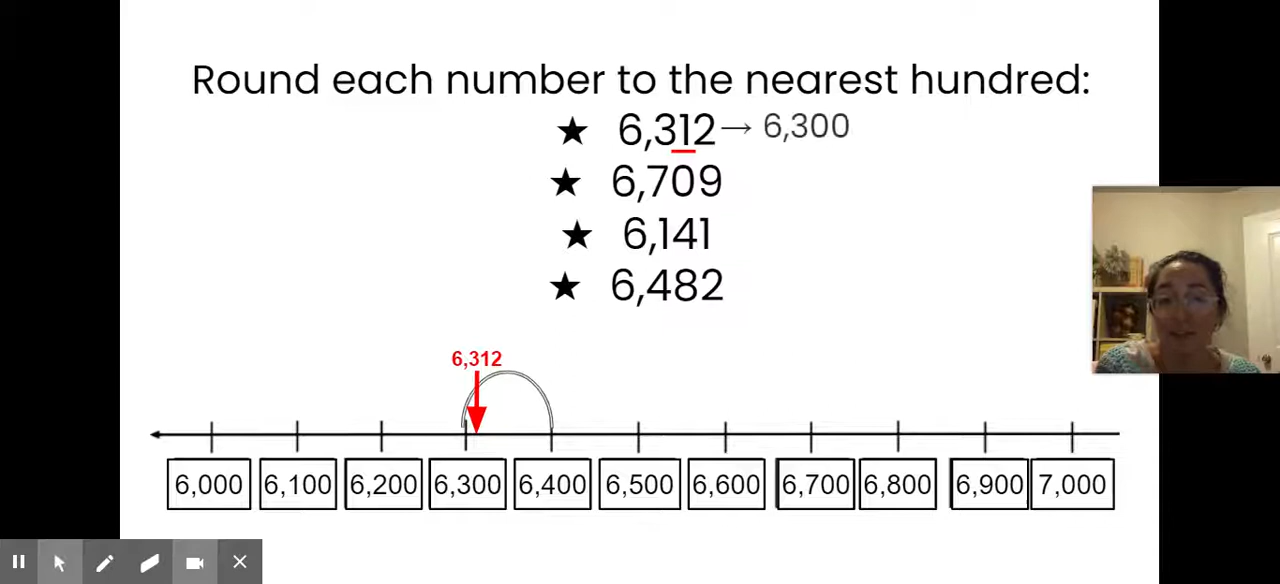 Round each number to the nearest hundred:
★ 6,312 → 6,300
★ 6,709
★ 6,141
★ 6,482
6,312
6,000 6,100 6,200 6,300 6,400 6,500 6,600 6,700 6,800 6,900 7,000